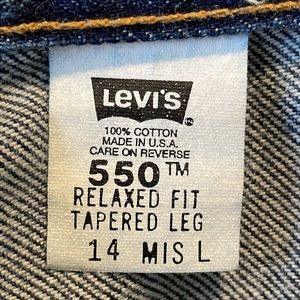 LEVI'S
100% COTTON
MADE IN U.S.A.
CARE ON REVERSE
550™
RELAXED FIT
TAPERED LEG
14 MIS L